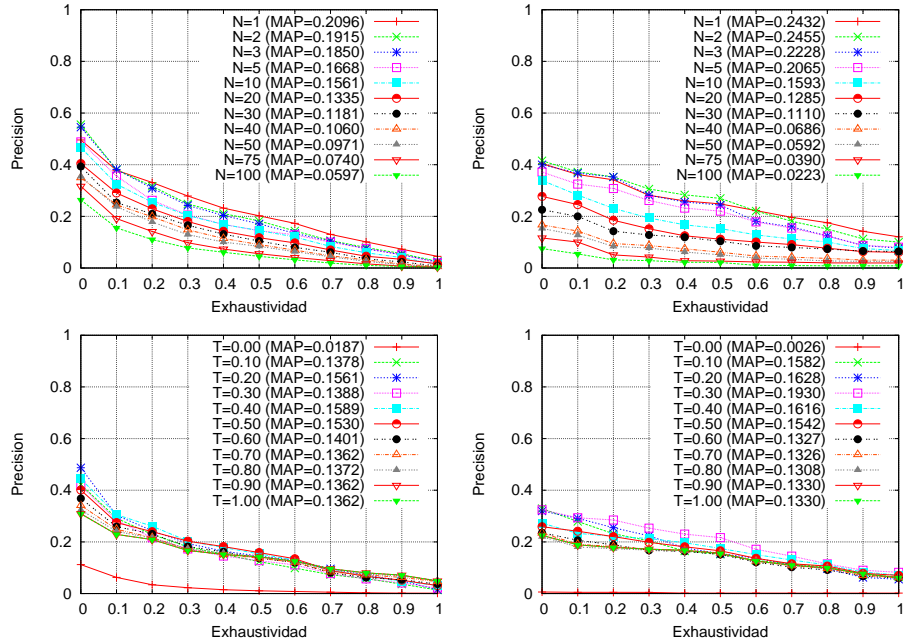 1
0.8
0.6
0.4
0.2
0
0 0.1 0.2 0.3 0.4 0.5 0.6 0.7 0.8 0.9 1
Precision
Exhaustividad
N=1 (MAP=0.2096)
N=2 (MAP=0.1915)
N=3 (MAP=0.1850)
N=5 (MAP=0.1668)
N=10 (MAP=0.1561)
N=20 (MAP=0.1335)
N=30 (MAP=0.1181)
N=40 (MAP=0.1060)
N=50 (MAP=0.0971)
N=75 (MAP=0.0740)
N=100 (MAP=0.0597)
1
0.8
0.6
0.4
0.2
0
0 0.1 0.2 0.3 0.4 0.5 0.6 0.7 0.8 0.9 1
Precision
Exhaustividad
N=1 (MAP=0.2432)
N=2 (MAP=0.2455)
N=3 (MAP=0.2228)
N=5 (MAP=0.2065)
N=10 (MAP=0.1593)
N=20 (MAP=0.1285)
N=30 (MAP=0.1110)
N=40 (MAP=0.0686)
N=50 (MAP=0.0592)
N=75 (MAP=0.0390)
N=100 (MAP=0.0223)
1
0.8
0.6
0.4
0.2
0
0 0.1 0.2 0.3 0.4 0.5 0.6 0.7 0.8 0.9 1
Precision
Exhaustividad
T=0.00 (MAP=0.0187)
T=0.10 (MAP=0.1378)
T=0.20 (MAP=0.1561)
T=0.30 (MAP=0.1388)
T=0.40 (MAP=0.1589)
T=0.50 (MAP=0.1530)
T=0.60 (MAP=0.1401)
T=0.70 (MAP=0.1362)
T=0.80 (MAP=0.1372)
T=0.90 (MAP=0.1362)
T=1.00 (MAP=0.1362)
1
0.8
0.6
0.4
0.2
0
0 0.1 0.2 0.3 0.4 0.5 0.6 0.7 0.8 0.9 1
Precision
Exhaustividad
T=0.00 (MAP=0.0026)
T=0.10 (MAP=0.1582)
T=0.20 (MAP=0.1628)
T=0.30 (MAP=0.1930)
T=0.40 (MAP=0.1616)
T=0.50 (MAP=0.1542)
T=0.60 (MAP=0.1327)
T=0.70 (MAP=0.1326)
T=0.80 (MAP=0.1308)
T=0.90 (MAP=0.1330)
T=1.00 (MAP=0.1330)